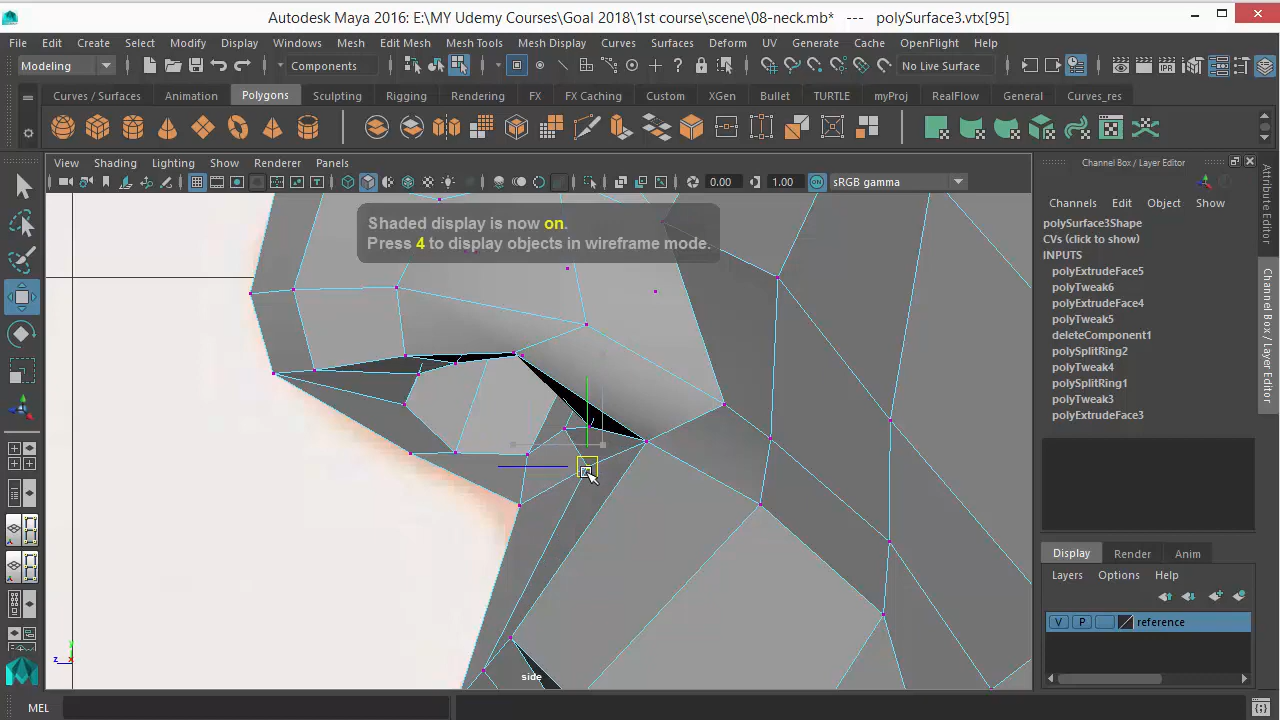 Autodesk Maya 2016: E:\MY Udemy Courses\Goal 2018\1st course\scene\08-neck.mb* --- polySurface3.vtx[95]
File Edit Create Select Modify Display Windows Mesh Edit Mesh Mesh Tools Mesh Display Curves Surfaces Deform UV Generate Cache OpenFlight Help
Modeling Components No Live Surface
Curves / Surfaces Animation Polygons Sculpting Rigging Rendering FX FX Caching Custom XGen Bullet TURTLE myProj RealFlow General Curves_res
View Shading Lighting Show Renderer Panels
0.00 1.00 sRGB gamma
Shaded display is now on.
Press 4 to display objects in wireframe mode.
side
z y x
Channel Box / Layer Editor
Channels Edit Object Show
polySurface3Shape
CVs (click to show)
INPUTS
polyExtrudeFace5
polyTweak6
polyExtrudeFace4
polyTweak5
deleteComponent1
polySplitRing2
polyTweak4
polySplitRing1
polyTweak3
polyExtrudeFace3
Display Render Anim
Layers Options Help
V P reference
Attribute Editor
Channel Box / Layer Editor
MEL